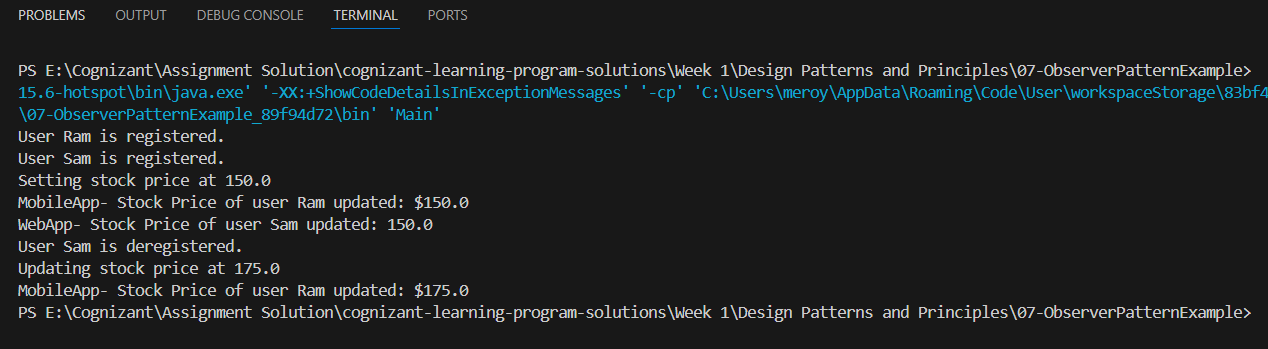 PROBLEMS OUTPUT DEBUG CONSOLE TERMINAL PORTS
PS E:\Cognizant\Assignment Solution\cognizant-learning-program-solutions\Week 1\Design Patterns and Principles\07-ObserverPatternExample>
15.6-hotspot\bin\java.exe' '-XX:+ShowCodeDetailsInExceptionMessages' '-cp' 'C:\Users\meroy\AppData\Roaming\Code\User\workspaceStorage\83bf4
\07-ObserverPatternExample_89f94d72\bin' 'Main'
User Ram is registered.
User Sam is registered.
Setting stock price at 150.0
MobileApp- Stock Price of user Ram updated: $150.0
WebApp- Stock Price of user Sam updated: 150.0
User Sam is deregistered.
Updating stock price at 175.0
MobileApp- Stock Price of user Ram updated: $175.0
PS E:\Cognizant\Assignment Solution\cognizant-learning-program-solutions\Week 1\Design Patterns and Principles\07-ObserverPatternExample>